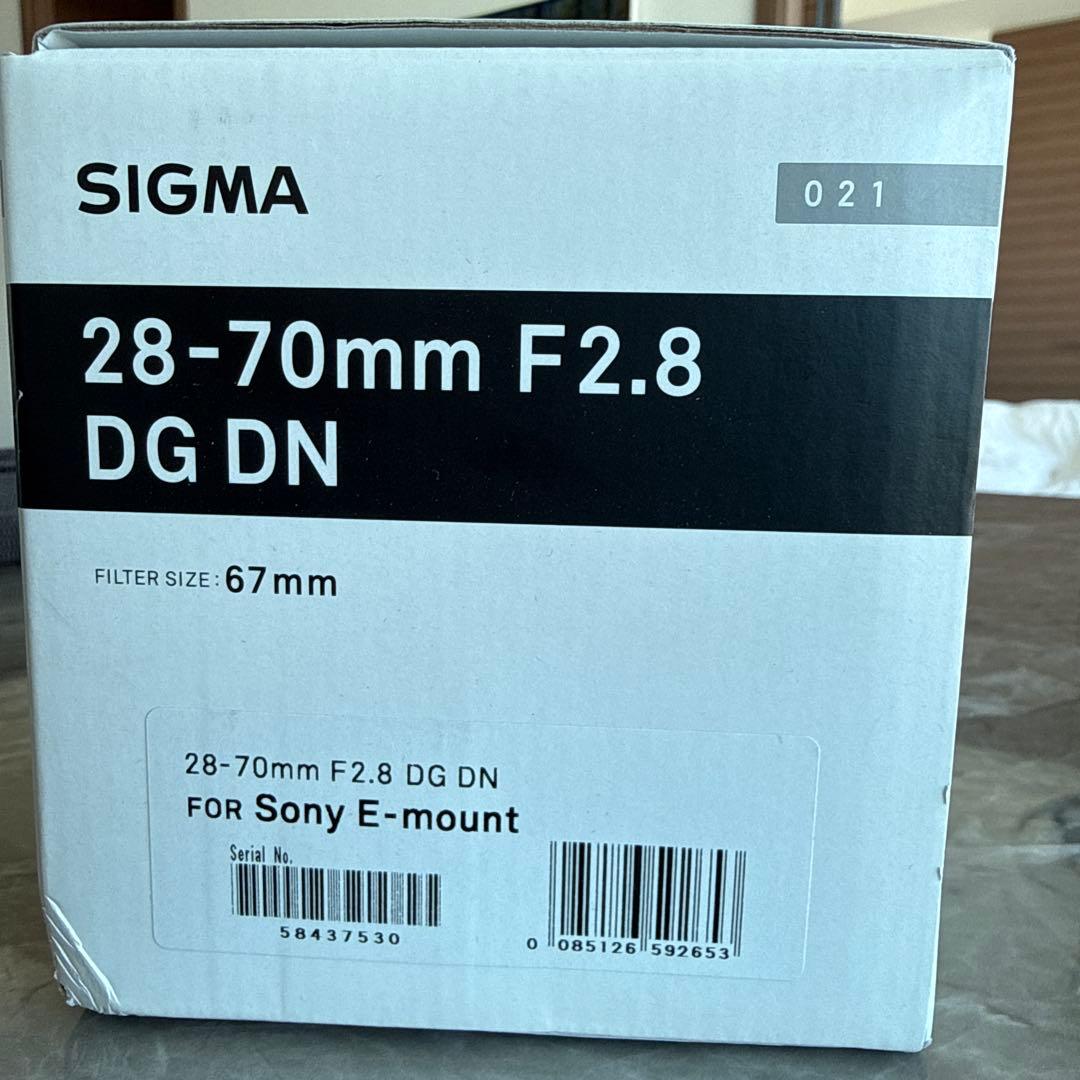 SIGMA
021
28-70mm F2.8
DG DN
FILTER SIZE: 67mm
28-70mm F2.8 DG DN
FOR Sony E-mount
Serial No.
58437530
0 085126 592653